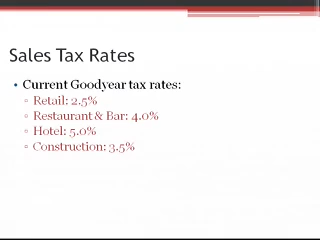 Sales Tax Rates
• Current Goodyear tax rates:
▫ Retail: 2.5%
▫ Restaurant & Bar: 4.0%
▫ Hotel: 5.0%
▫ Construction: 3.5%